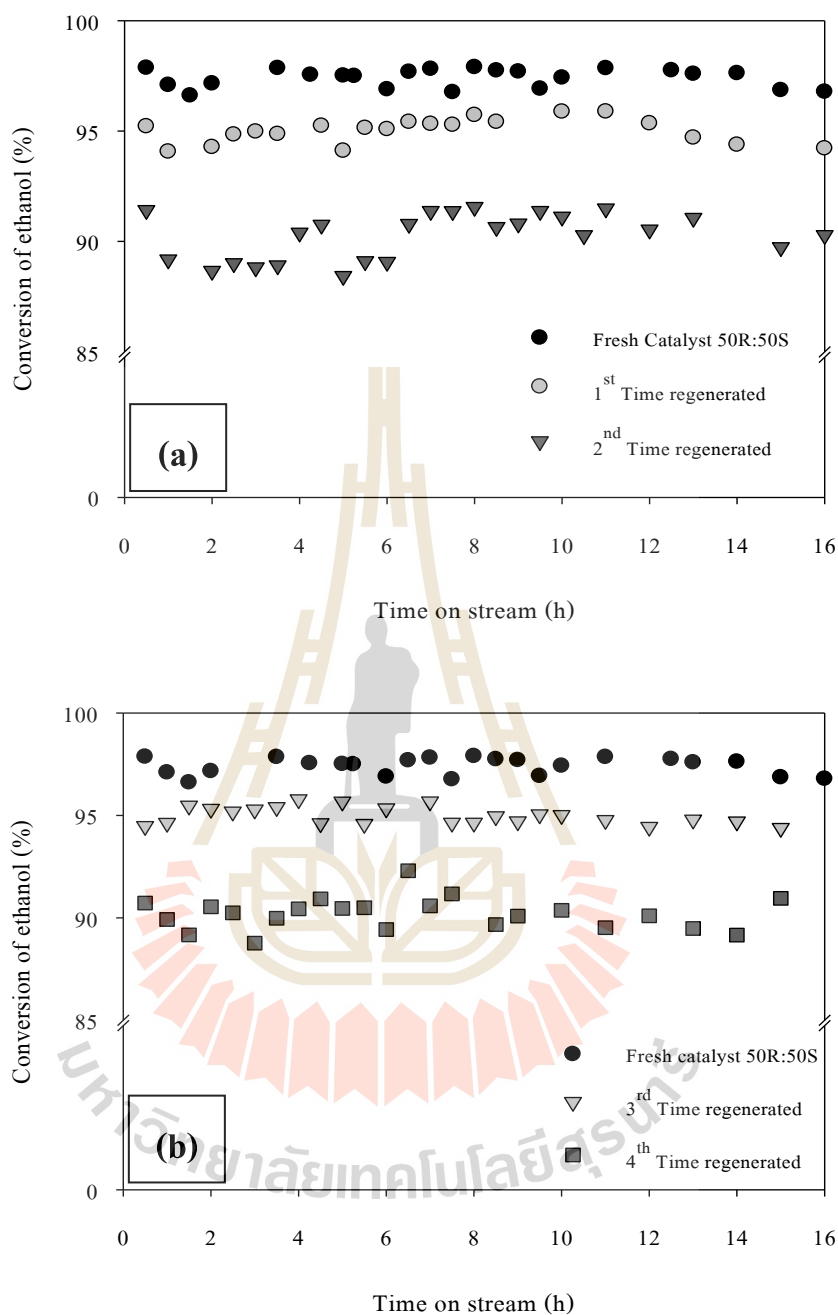 100
95
90
85
0
Conversion of ethanol (%)
Fresh Catalyst 50R:50S
1st Time regenerated
2nd Time regenerated
(a)
0 2 4 6 8 10 12 14 16
Time on stream (h)
100
95
90
85
0
Conversion of ethanol (%)
Fresh catalyst 50R:50S
3rd Time regenerated
4th Time regenerated
(b)
มหาวิทยาลัยเทคโนโลยีสุรนารี
0 2 4 6 8 10 12 14 16
Time on stream (h)